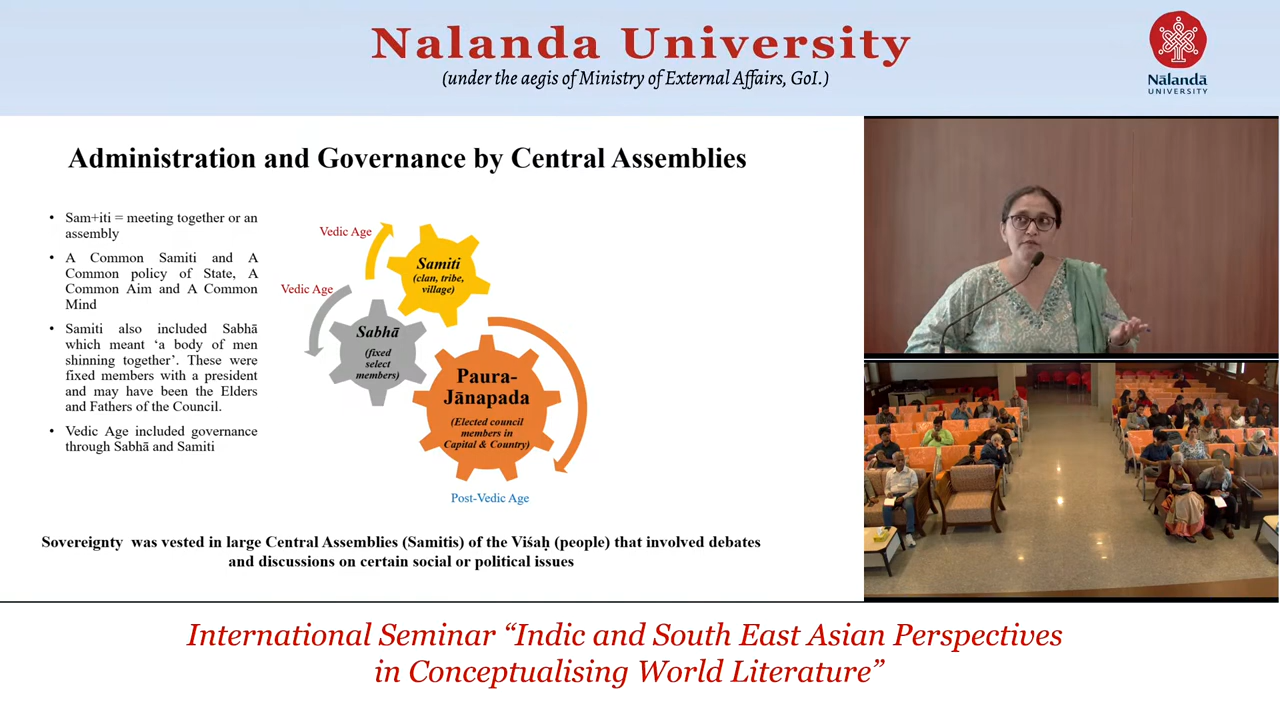 Nalanda University
(under the aegis of Ministry of External Affairs, GoI.)
Nālandā
UNIVERSITY
Administration and Governance by Central Assemblies
• Sam+iti = meeting together or an
assembly
• A Common Samiti and A
Common policy of State, A
Common Aim and A Common
Mind
• Samiti also included Sabhā
which meant ‘a body of men
shinning together’. These were
fixed members with a president
and may have been the Elders
and Fathers of the Council.
• Vedic Age included governance
through Sabhā and Samiti
Vedic Age
Samiti
(clan, tribe,
village)
Vedic Age
Sabhā
(fixed
select
members)
Paura-
Jānapada
(Elected council
members in
Capital & Country)
Post-Vedic Age
Sovereignty was vested in large Central Assemblies (Samitis) of the Viśaḥ (people) that involved debates
and discussions on certain social or political issues
International Seminar “Indic and South East Asian Perspectives
in Conceptualising World Literature”